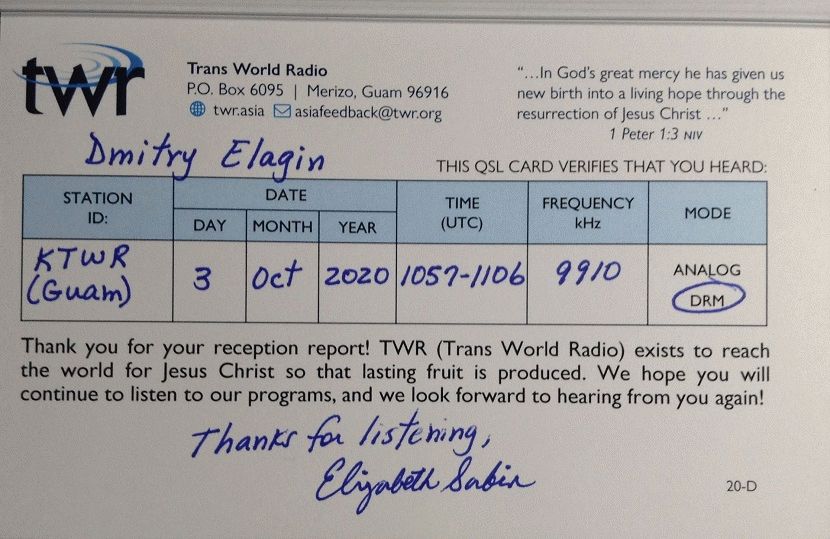 twr
Trans World Radio
P.O. Box 6095 | Merizo, Guam 96916
twr.asia asiafeedback@twr.org
“...In God's great mercy he has given us
new birth into a living hope through the
resurrection of Jesus Christ ...”
1 Peter 1:3 NIV
Dmitry Elagin
THIS QSL CARD VERIFIES THAT YOU HEARD:
STATION ID: DATE TIME (UTC) FREQUENCY kHz MODE
DAY MONTH YEAR
KTWR (Guam) 3 Oct 2020 1057-1106 9910 ANALOG
DRM
Thank you for your reception report! TWR (Trans World Radio) exists to reach
the world for Jesus Christ so that lasting fruit is produced. We hope you will
continue to listen to our programs, and we look forward to hearing from you again!
Thanks for listening,
Elizabeth Sabin
20-D